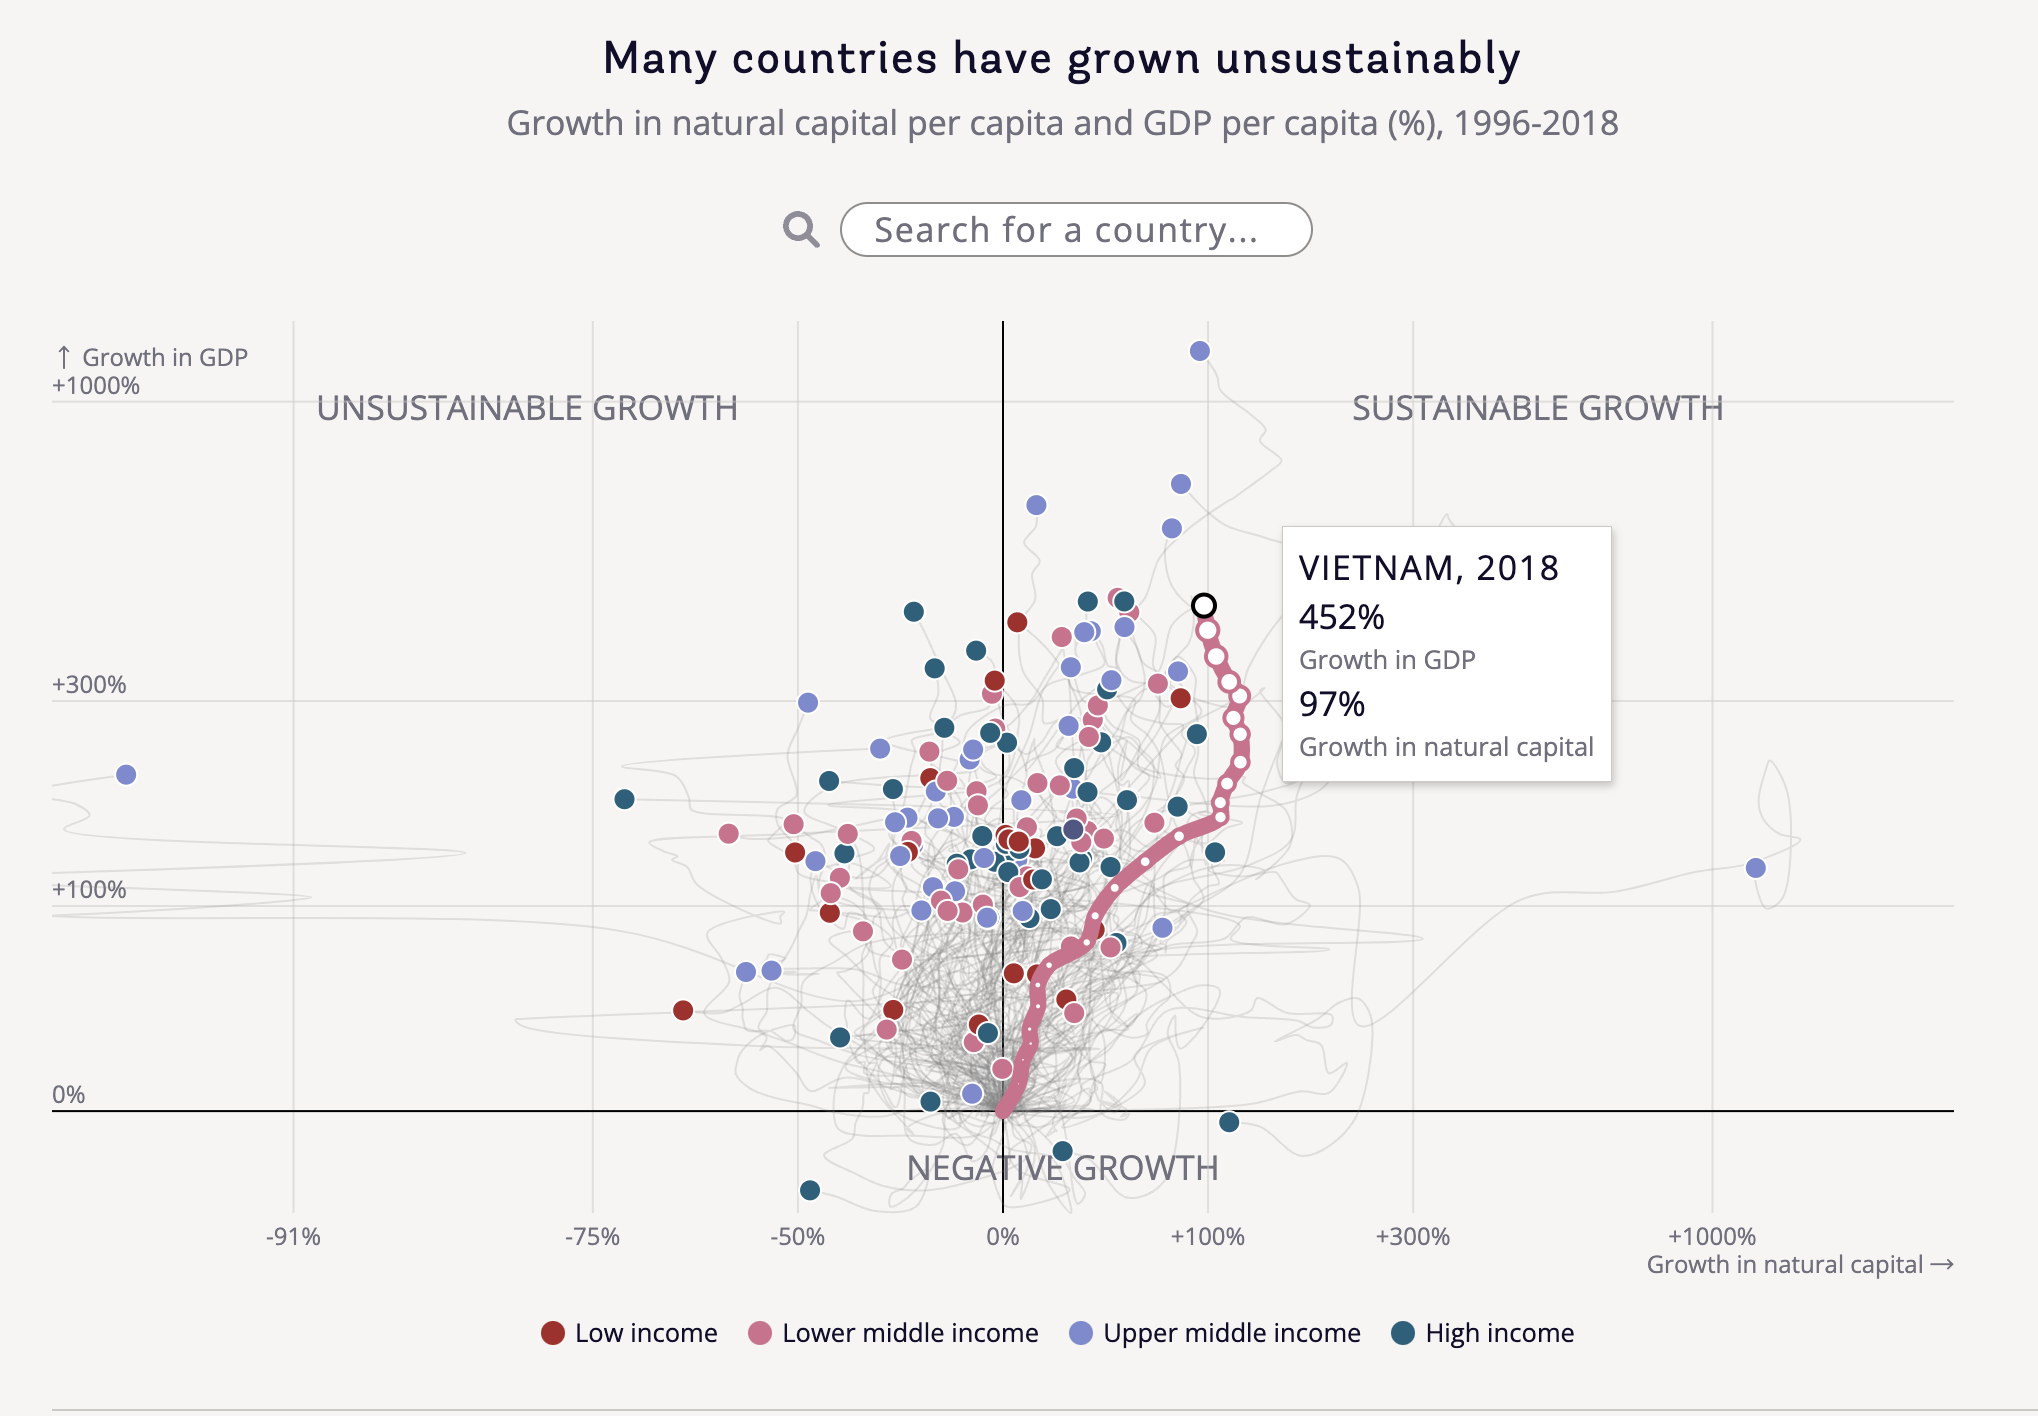 Many countries have grown unsustainably
Growth in natural capital per capita and GDP per capita (%), 1996-2018
Search for a country...
↑ Growth in GDP
+1000%
UNSUSTAINABLE GROWTH
SUSTAINABLE GROWTH
VIETNAM, 2018
452%
Growth in GDP
97%
Growth in natural capital
+300%
+100%
0%
NEGATIVE GROWTH
-91% -75% -50% 0% +100% +300% +1000%
Growth in natural capital →
Low income Lower middle income Upper middle income High income